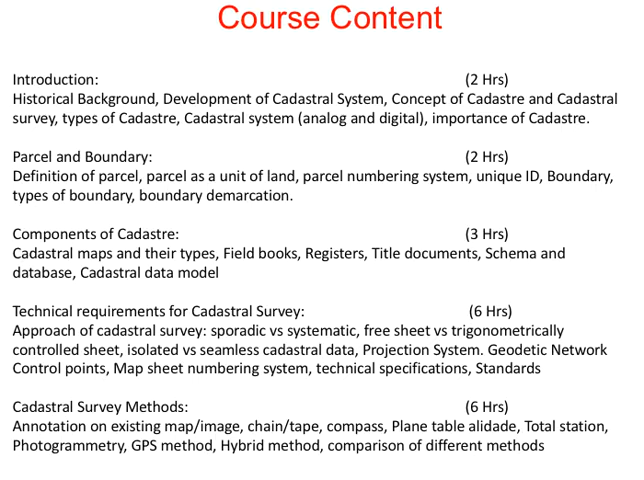 Course Content
Introduction: (2 Hrs)
Historical Background, Development of Cadastral System, Concept of Cadastre and Cadastral
survey, types of Cadastre, Cadastral system (analog and digital), importance of Cadastre.
Parcel and Boundary: (2 Hrs)
Definition of parcel, parcel as a unit of land, parcel numbering system, unique ID, Boundary,
types of boundary, boundary demarcation.
Components of Cadastre: (3 Hrs)
Cadastral maps and their types, Field books, Registers, Title documents, Schema and
database, Cadastral data model
Technical requirements for Cadastral Survey: (6 Hrs)
Approach of cadastral survey: sporadic vs systematic, free sheet vs trigonometrically
controlled sheet, isolated vs seamless cadastral data, Projection System. Geodetic Network
Control points, Map sheet numbering system, technical specifications, Standards
Cadastral Survey Methods: (6 Hrs)
Annotation on existing map/image, chain/tape, compass, Plane table alidade, Total station,
Photogrammetry, GPS method, Hybrid method, comparison of different methods